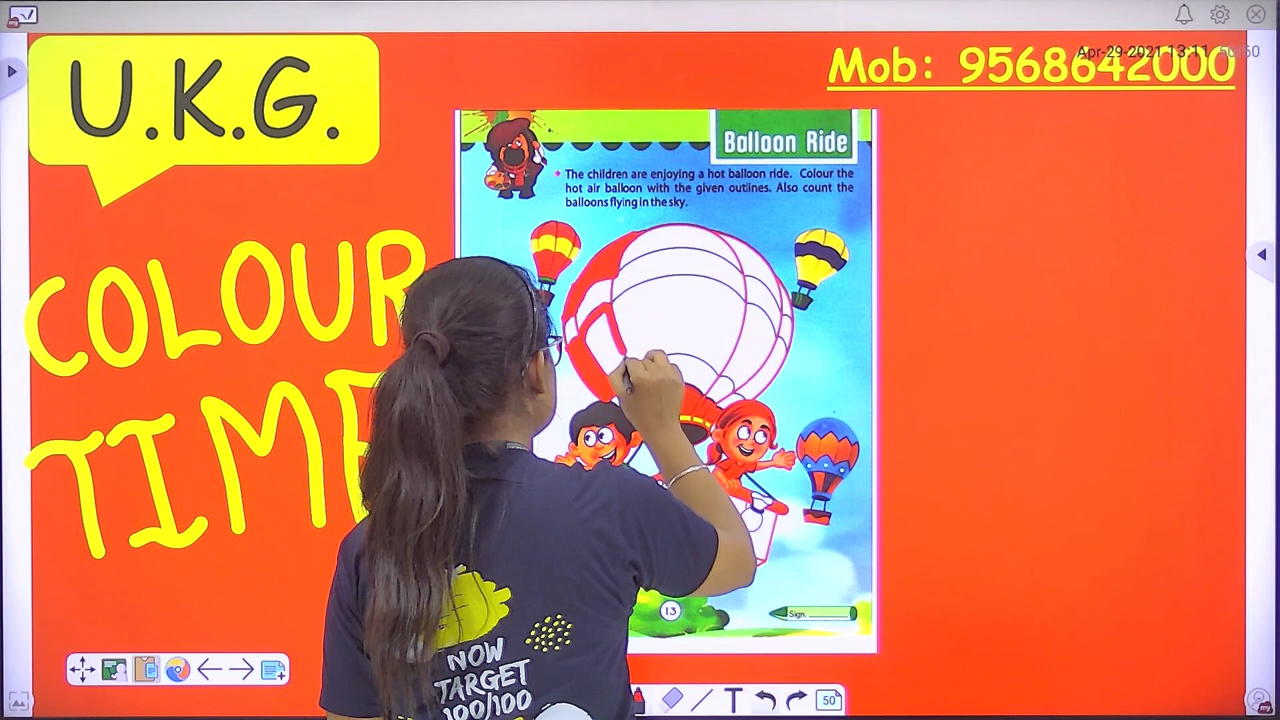 U.K.G.
Mob: 9568642000
Apr-29-2021 13:11
COLOUR
TIME
Balloon Ride
The children are enjoying a hot balloon ride. Colour the
hot air balloon with the given outlines. Also count the
balloons flying in the sky.
13
Sign.
NOW
TARGET
100/100
T
50